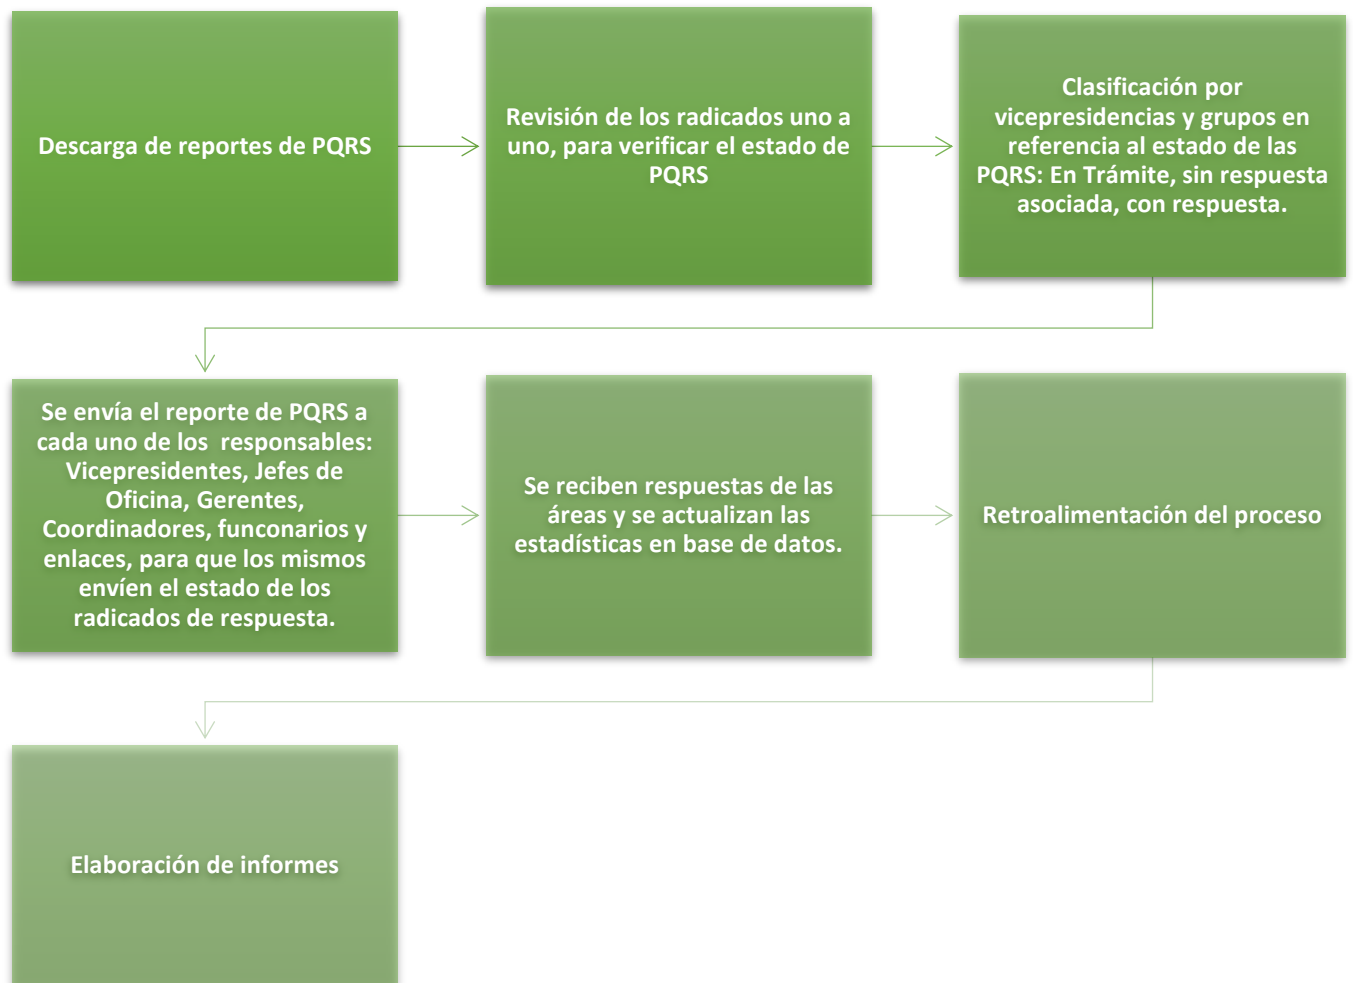 Descarga de reportes de PQRS
Revisión de los radicados uno a
uno, para verificar el estado de
PQRS
Clasificación por
vicepresidencias y grupos en
referencia al estado de las
PQRS: En Trámite, sin respuesta
asociada, con respuesta.
Se envía el reporte de PQRS a
cada uno de los responsables:
Vicepresidentes, Jefes de
Oficina, Gerentes,
Coordinadores, funconarios y
enlaces, para que los mismos
envíen el estado de los
radicados de respuesta.
Se reciben respuestas de las
áreas y se actualizan las
estadísticas en base de datos.
Retroalimentación del proceso
Elaboración de informes